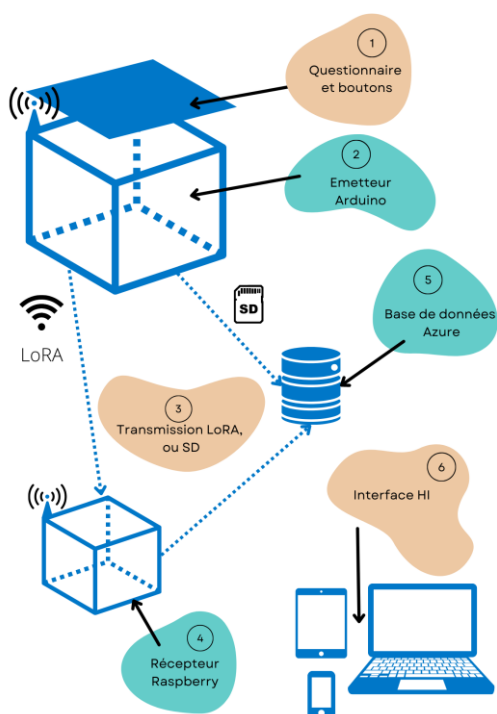 1
Questionnaire
et boutons
2
Emetteur
Arduino
SD
LoRA
5
Base de données
Azure
3
Transmission LoRA,
ou SD
6
Interface HI
4
Récepteur
Raspberry